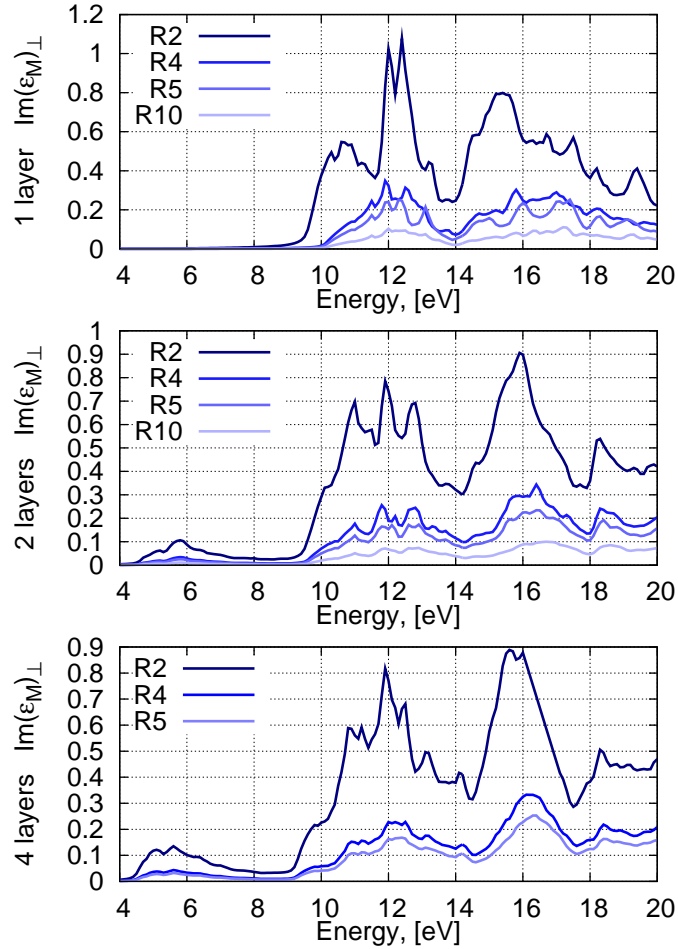 1.2
1
0.8
0.6
0.4
0.2
0
1 layer Im(ε_M)_⊥
R2
R4
R5
R10
4 6 8 10 12 14 16 18 20
Energy, [eV]
1
0.9
0.8
0.7
0.6
0.5
0.4
0.3
0.2
0.1
0
2 layers Im(ε_M)_⊥
R2
R4
R5
R10
4 6 8 10 12 14 16 18 20
Energy, [eV]
0.9
0.8
0.7
0.6
0.5
0.4
0.3
0.2
0.1
0
4 layers Im(ε_M)_⊥
R2
R4
R5
4 6 8 10 12 14 16 18 20
Energy, [eV]